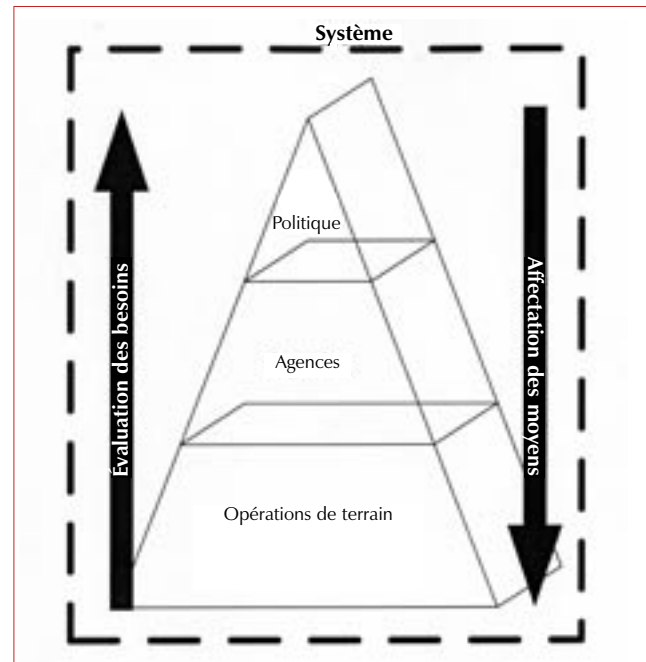 Système
Politique
Évaluation des besoins
Affectation des moyens
Agences
Opérations de terrain